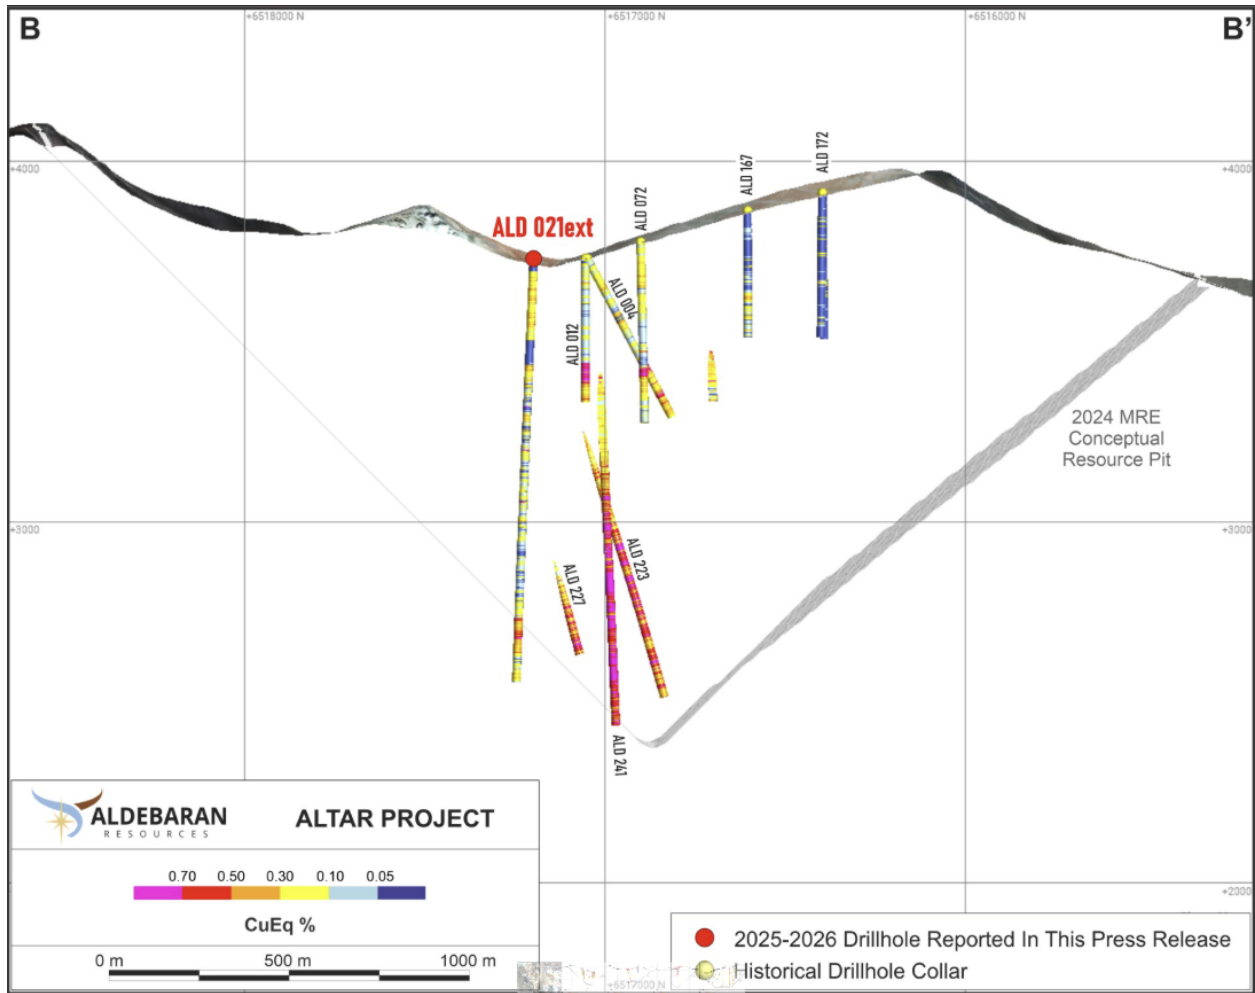 B
+6518000 N
+6517000 N
+6516000 N
B'
+4000
+4000
ALD 021ext
ALD 072
ALD 167
ALD 172
ALD 004
ALD 012
2024 MRE
Conceptual
Resource Pit
+3000
+3000
ALD 223
ALD 227
ALD 241
ALDEBARAN
RESOURCES
ALTAR PROJECT
0.70 0.50 0.30 0.10 0.05
CuEq %
0 m 500 m 1000 m
+2000
2025-2026 Drillhole Reported In This Press Release
Historical Drillhole Collar
+6517000 N